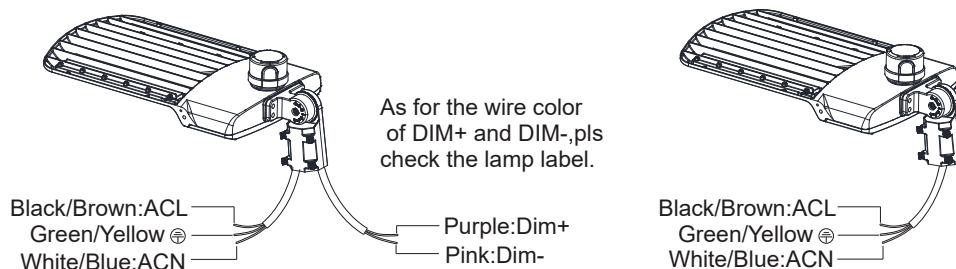 As for the wire color
of DIM+ and DIM-,pls
check the lamp label.
Black/Brown:ACL
Green/Yellow ⏚
White/Blue:ACN
Purple:Dim+
Pink:Dim-
Black/Brown:ACL
Green/Yellow ⏚
White/Blue:ACN